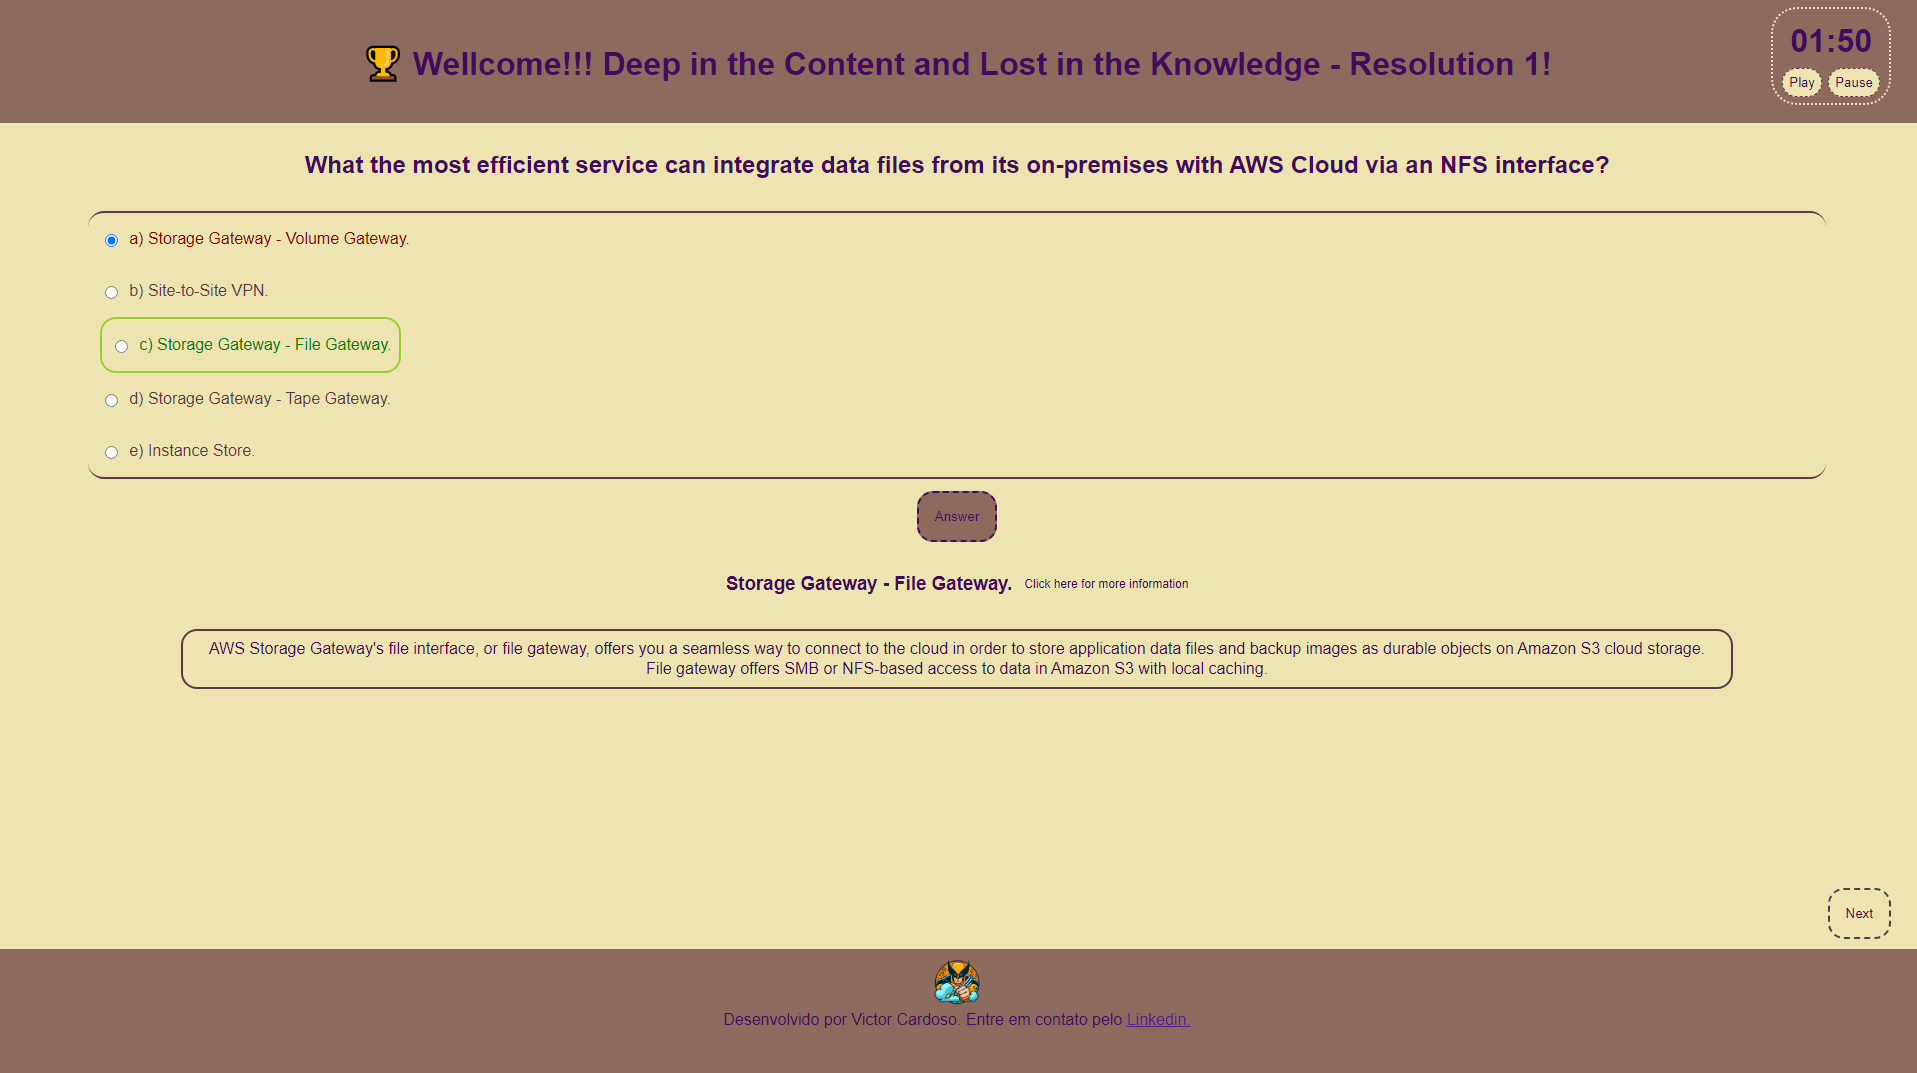 Wellcome!!! Deep in the Content and Lost in the Knowledge - Resolution 1!
01:50
Play Pause
What the most efficient service can integrate data files from its on-premises with AWS Cloud via an NFS interface?
a) Storage Gateway - Volume Gateway.
b) Site-to-Site VPN.
c) Storage Gateway - File Gateway.
d) Storage Gateway - Tape Gateway.
e) Instance Store.
Answer
Storage Gateway - File Gateway. Click here for more information
AWS Storage Gateway's file interface, or file gateway, offers you a seamless way to connect to the cloud in order to store application data files and backup images as durable objects on Amazon S3 cloud storage.
File gateway offers SMB or NFS-based access to data in Amazon S3 with local caching.
Next
Desenvolvido por Victor Cardoso. Entre em contato pelo Linkedin.